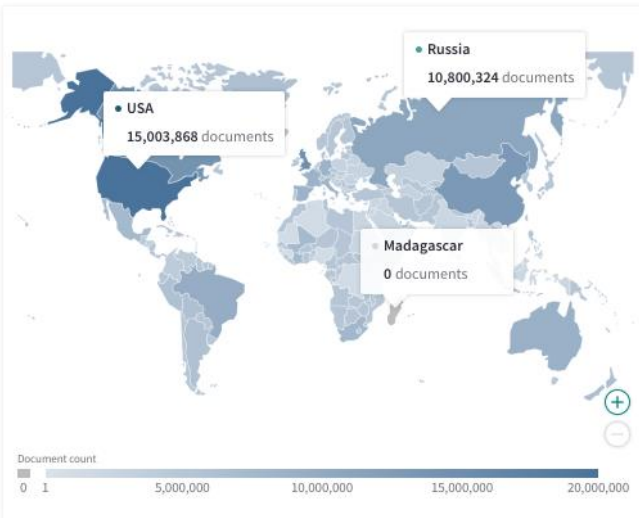 Russia
10,800,324 documents
USA
15,003,868 documents
Madagascar
0 documents
+
−
Document count
0 1 5,000,000 10,000,000 15,000,000 20,000,000